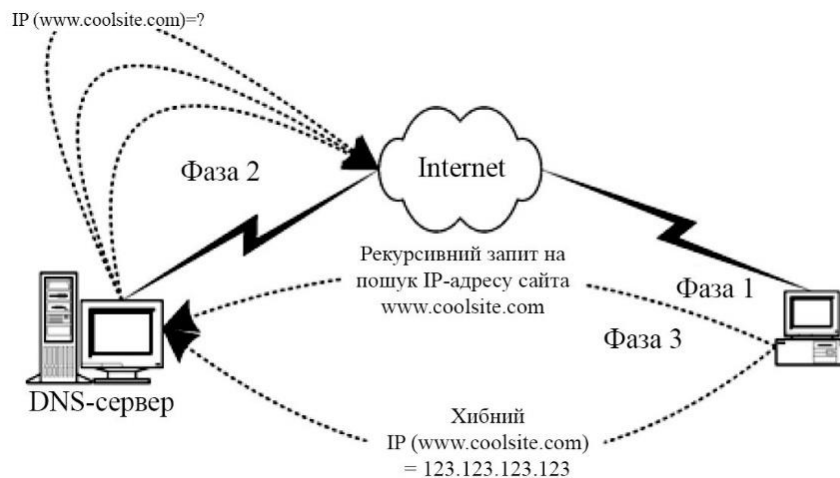 IP (www.coolsite.com)=?
Фаза 2
Internet
Рекурсивний запит на
пошук IP-адресу сайта
www.coolsite.com
Фаза 1
Фаза 3
DNS-сервер
Хибний
IP (www.coolsite.com)
= 123.123.123.123